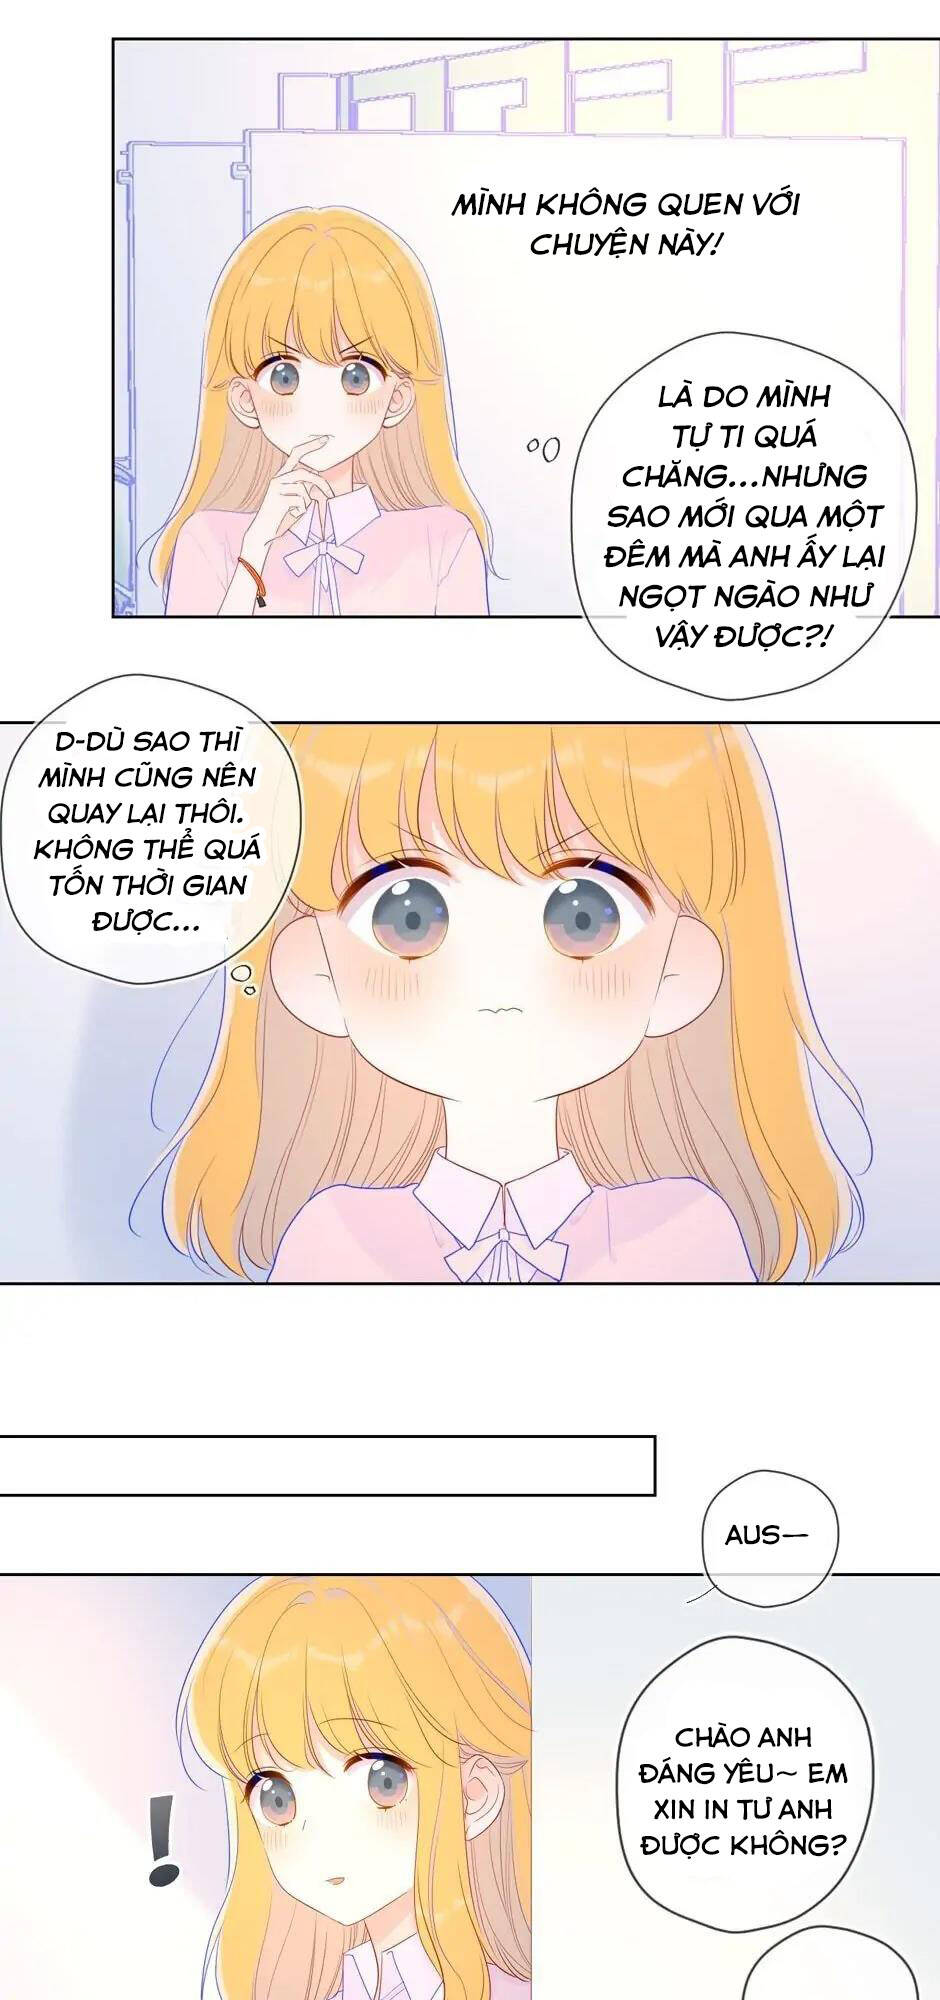 MÌNH KHÔNG QUEN VỚI
CHUYỆN NÀY!
LÀ DO MÌNH
TỰ TI QUÁ
CHĂNG...NHƯNG
SAO MỚI QUA MỘT
ĐÊM MÀ ANH ẤY LẠI
NGỌT NGÀO NHƯ
VẬY ĐƯỢC?!
D-DÙ SAO THÌ
MÌNH CŨNG NÊN
QUAY LẠI THÔI.
KHÔNG THỂ QUÁ
TỐN THỜI GIAN
ĐƯỢC...
AUS—
!
CHÀO ANH
ĐÁNG YÊU~ EM
XIN IN TƯ ANH
ĐƯỢC KHÔNG?